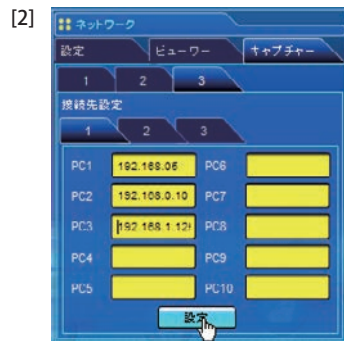 [2]
ネットワーク
設定 ビューワー キャプチャー
1 2 3
接続先設定
1 2 3
PC1 192.168.05 PC6
PC2 192.168.0.10 PC7
PC3 192.168.1.12 PC8
PC4 PC9
PC5 PC10
設定